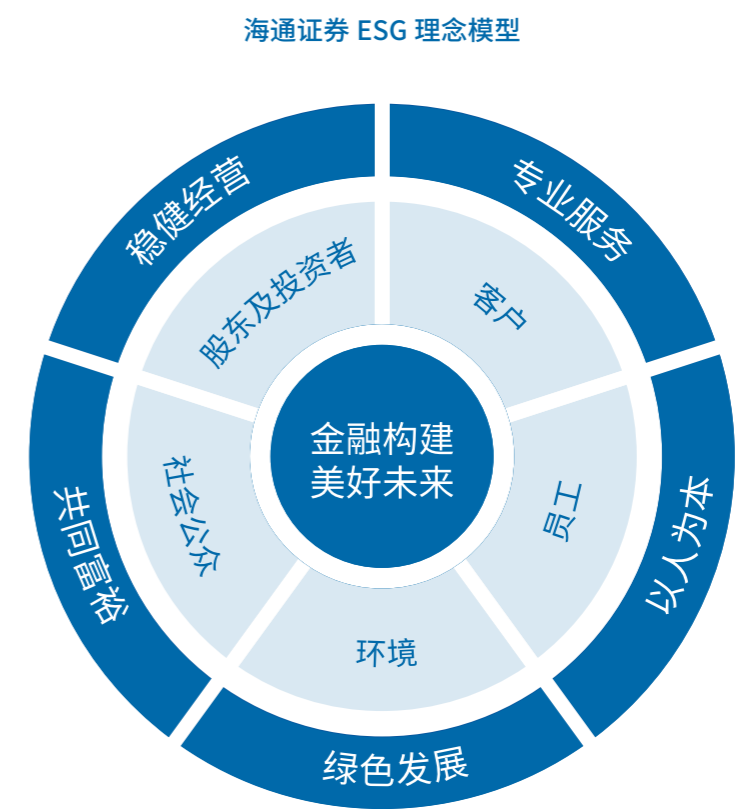 海通证券 ESG 理念模型
稳健经营
专业服务
股东及投资者
客户
金融构建
美好未来
社会公众
员工
共同富裕
以人为本
环境
绿色发展